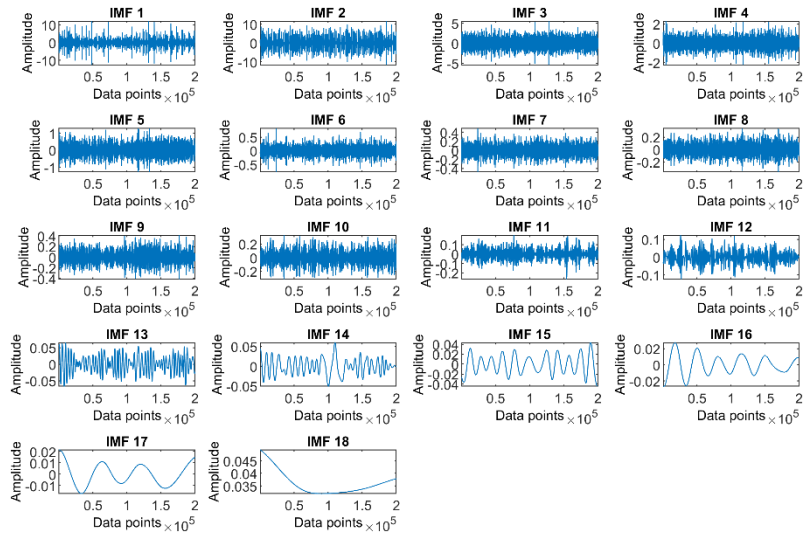 IMF 1 IMF 2 IMF 3 IMF 4
Amplitude 10 0 -10 Amplitude 10 0 -10 Amplitude 5 0 -5 Amplitude 2 0 -2
0.5 1 1.5 2 0.5 1 1.5 2 0.5 1 1.5 2 0.5 1 1.5 2
Data points ×10^5 Data points ×10^5 Data points ×10^5 Data points ×10^5
IMF 5 IMF 6 IMF 7 IMF 8
Amplitude 1 0 -1 Amplitude 0.5 0 -0.5 Amplitude 0.4 0.2 0 -0.2 -0.4 Amplitude 0.2 0 -0.2
0.5 1 1.5 2 0.5 1 1.5 2 0.5 1 1.5 2 0.5 1 1.5 2
Data points ×10^5 Data points ×10^5 Data points ×10^5 Data points ×10^5
IMF 9 IMF 10 IMF 11 IMF 12
Amplitude 0.4 0.2 0 -0.2 -0.4 Amplitude 0.2 0 -0.2 Amplitude 0.1 0 -0.1 -0.2 Amplitude 0.1 0 -0.1
0.5 1 1.5 2 0.5 1 1.5 2 0.5 1 1.5 2 0.5 1 1.5 2
Data points ×10^5 Data points ×10^5 Data points ×10^5 Data points ×10^5
IMF 13 IMF 14 IMF 15 IMF 16
Amplitude 0.05 0 -0.05 Amplitude 0.05 0 -0.05 Amplitude 0.04 0.02 0 -0.02 -0.04 Amplitude 0.02 0 -0.02
0.5 1 1.5 2 0.5 1 1.5 2 0.5 1 1.5 2 0.5 1 1.5 2
Data points ×10^5 Data points ×10^5 Data points ×10^5 Data points ×10^5
IMF 17 IMF 18
Amplitude 0.02 0.01 0 -0.01 Amplitude 0.045 0.04 0.035
0.5 1 1.5 2 0.5 1 1.5 2
Data points ×10^5 Data points ×10^5